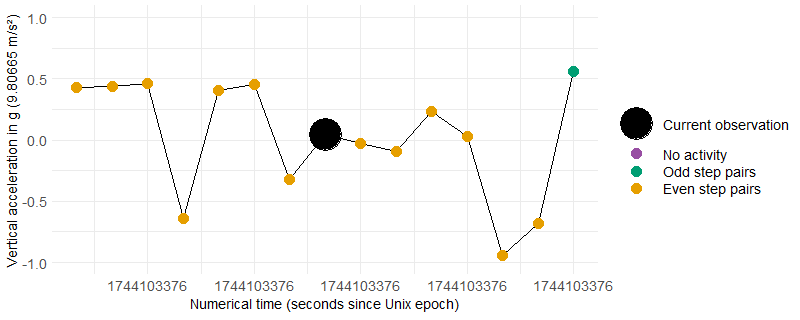 Vertical acceleration in g (9.80665 m/s²)
1.0
0.5
0.0
-0.5
-1.0
1744103376 1744103376 1744103376 1744103376 1744103376
Numerical time (seconds since Unix epoch)
Current observation
No activity
Odd step pairs
Even step pairs